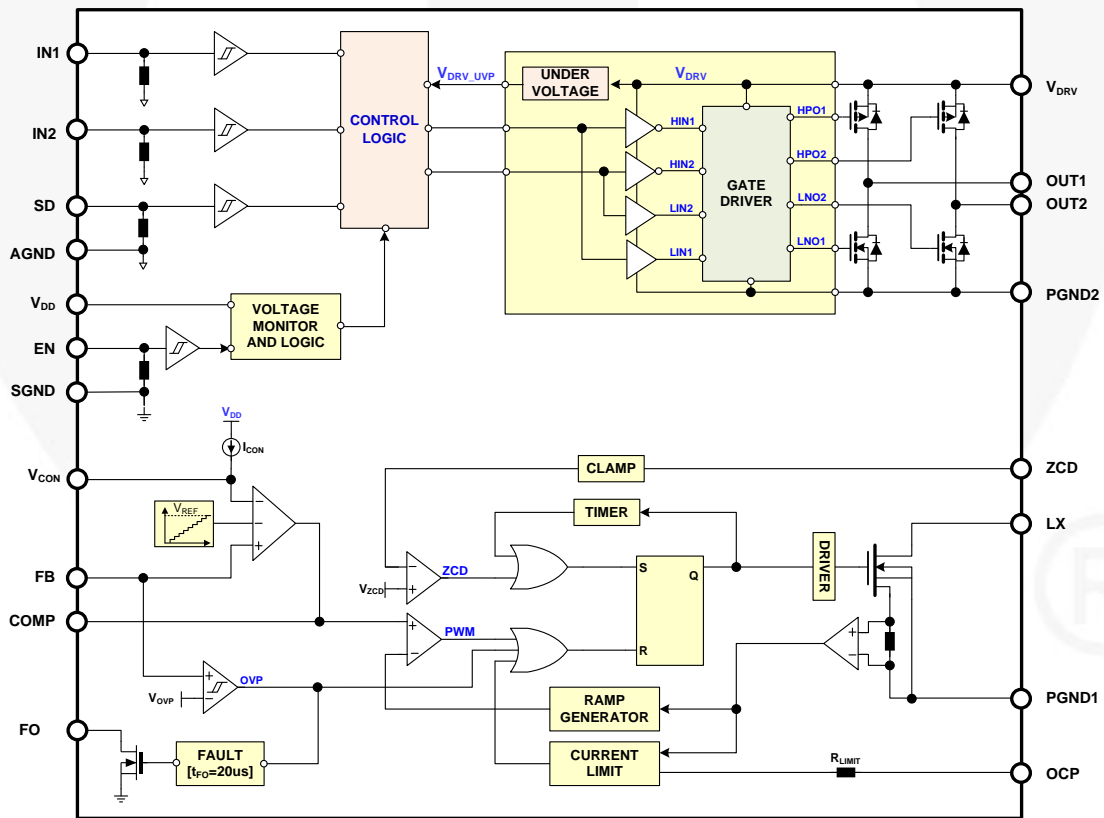 IN1
IN2
SD
AGND
VDD
EN
SGND
VCON
FB
COMP
FO
CONTROL
LOGIC
VDRV_UVP
UNDER
VOLTAGE
VDRV
HIN1
HIN2
LIN2
LIN1
GATE
DRIVER
HPO1
HPO2
LNO2
LNO1
VDRV
OUT1
OUT2
PGND2
VOLTAGE
MONITOR
AND LOGIC
VDD
ICON
VREF
−
−
+
CLAMP
TIMER
−
+
ZCD
VZCD
S
Q
R
DRIVER
+
−
PWM
+
−
+
−
OVP
VOVP
RAMP
GENERATOR
CURRENT
LIMIT
FAULT
[tFO=20us]
RLIMIT
ZCD
LX
PGND1
OCP
R